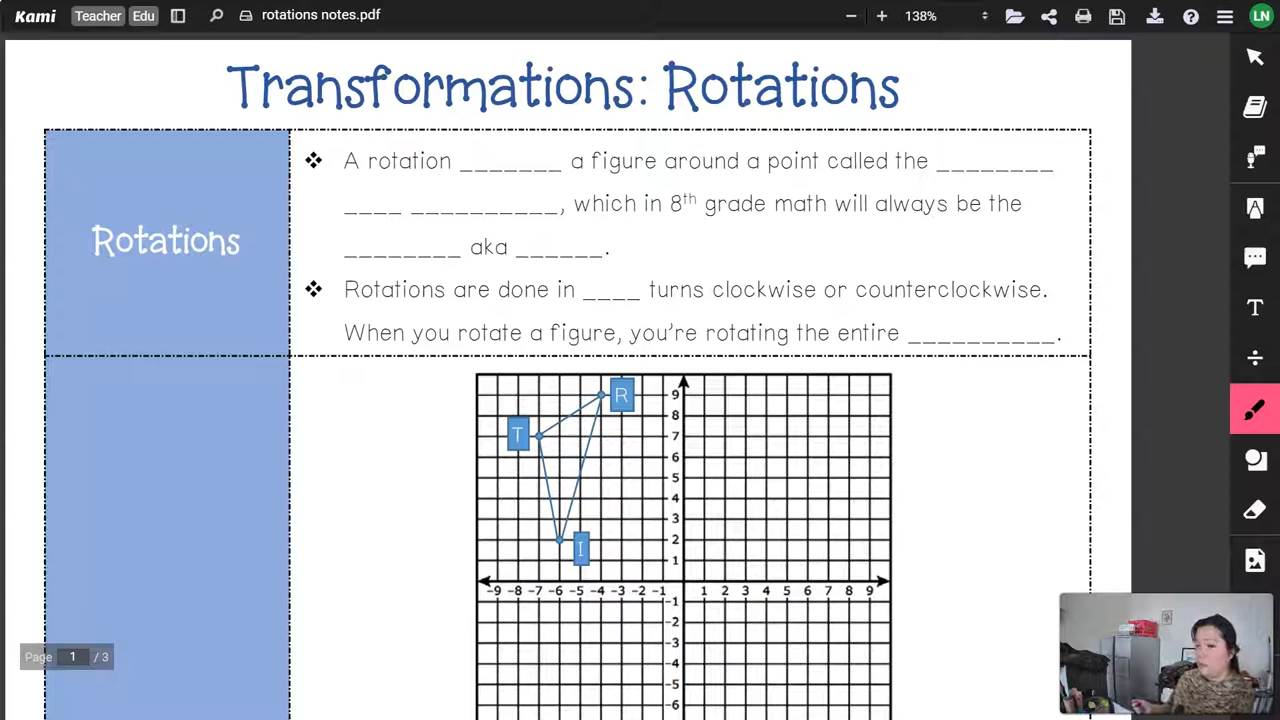 Kami Teacher Edu rotations notes.pdf 138% LN
Transformations: Rotations
Rotations
❖ A rotation _______ a figure around a point called the ________
____ __________, which in 8th grade math will always be the
________ aka ______.
❖ Rotations are done in ____ turns clockwise or counterclockwise.
When you rotate a figure, you're rotating the entire __________.
R
T
I
9
8
7
6
5
4
3
2
1
-9 -8 -7 -6 -5 -4 -3 -2 -1 1 2 3 4 5 6 7 8 9
-1
-2
-3
-4
-5
-6
Page 1 / 3